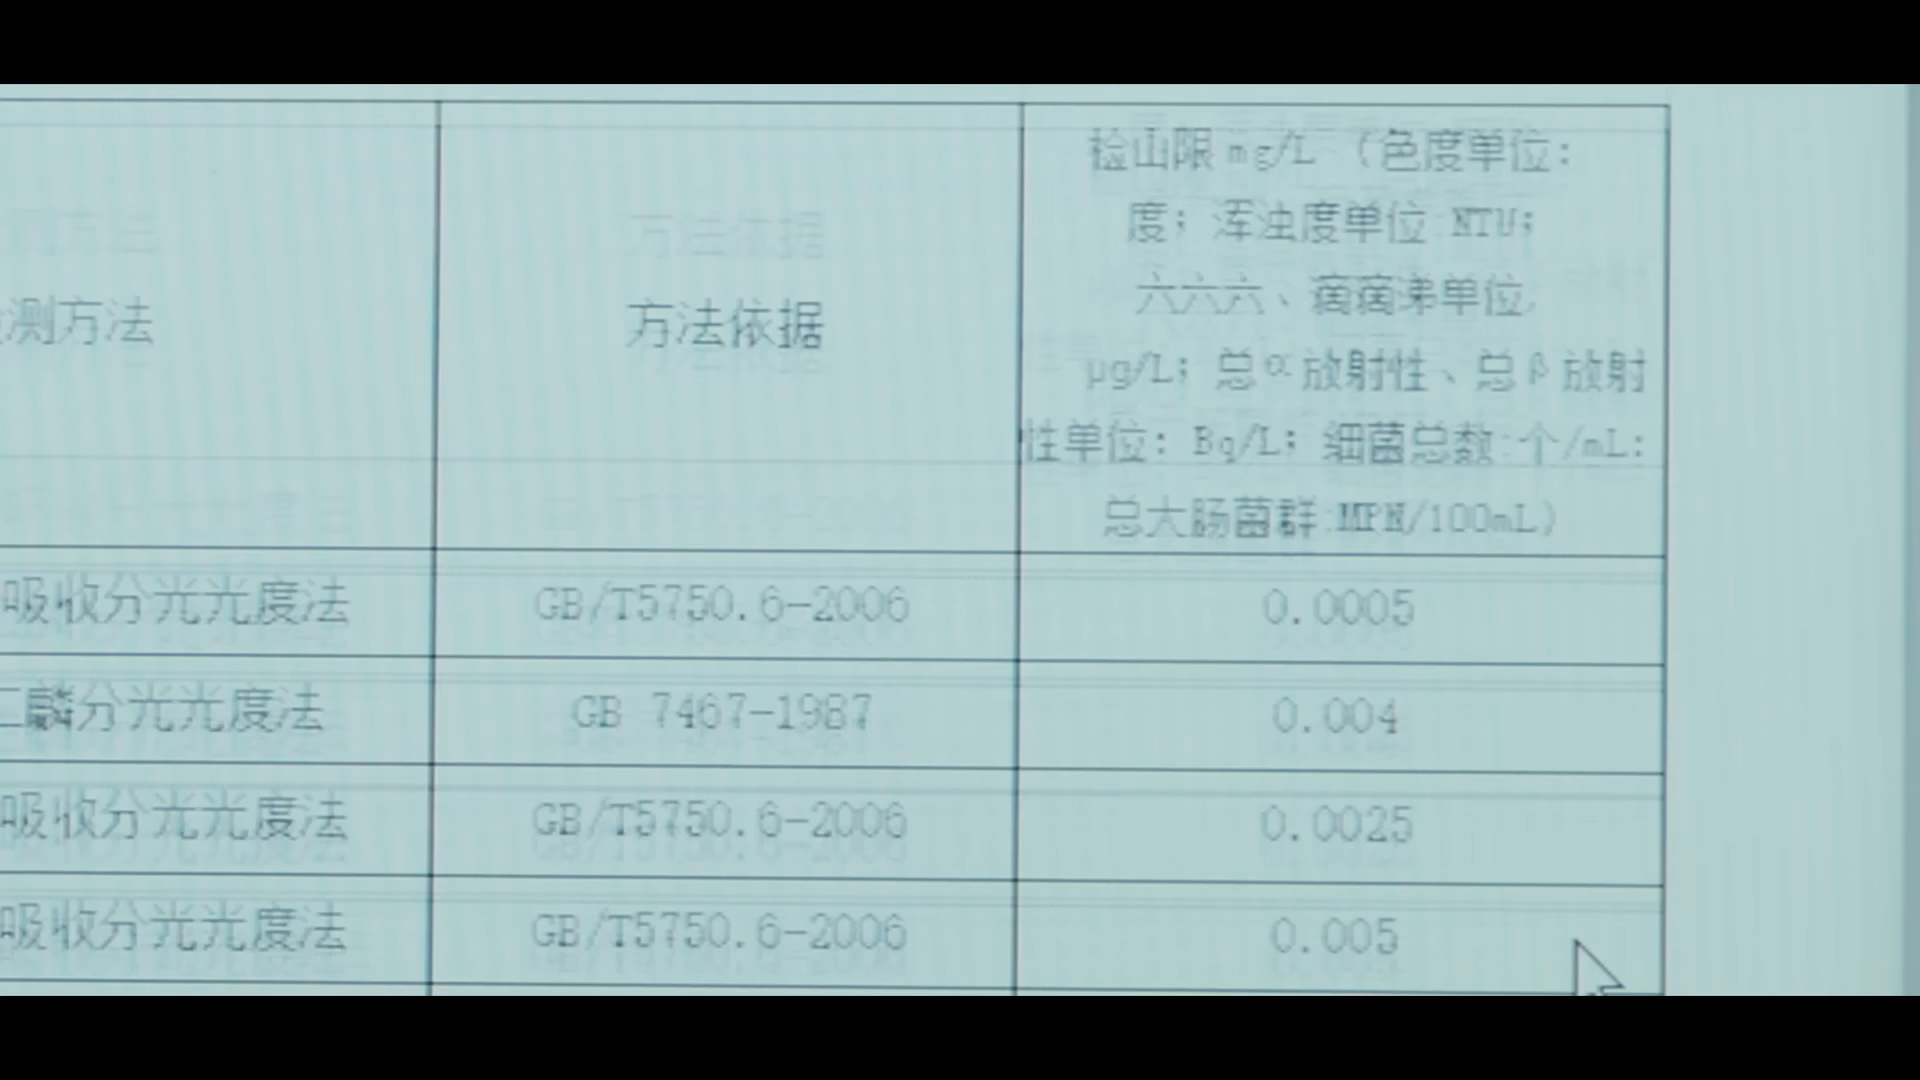 测方法
方法依据
检出限 mg/L （色度单位：
度；浑浊度单位 NTU；
六六六、滴滴涕单位
μg/L；总α放射性、总β放射
性单位：Bq/L；细菌总数:个/mL；
总大肠菌群:MPN/100mL）
吸收分光光度法
GB/T5750.6-2006
0.0005
二肼分光光度法
GB 7467-1987
0.004
吸收分光光度法
GB/T5750.6-2006
0.0025
吸收分光光度法
GB/T5750.6-2006
0.005